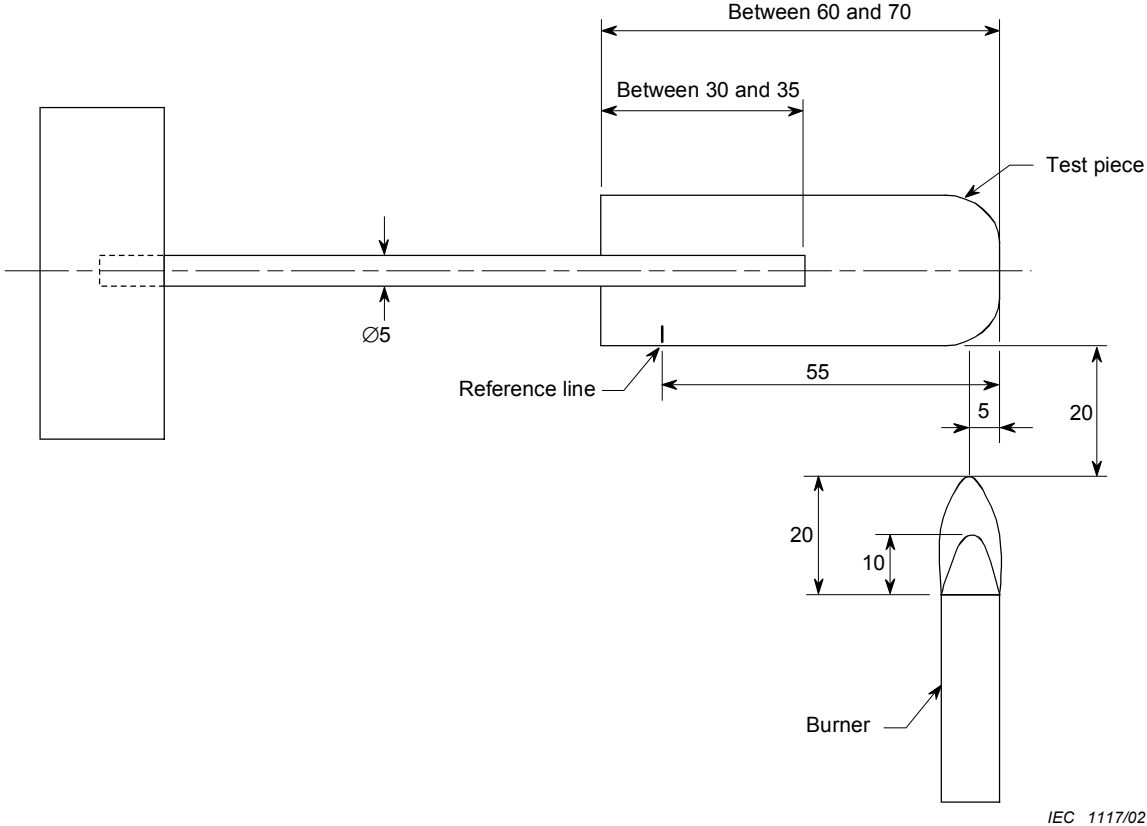 Between 60 and 70
Between 30 and 35
Test piece
∅5
Reference line
55
5
20
20
10
Burner
IEC 1117/02